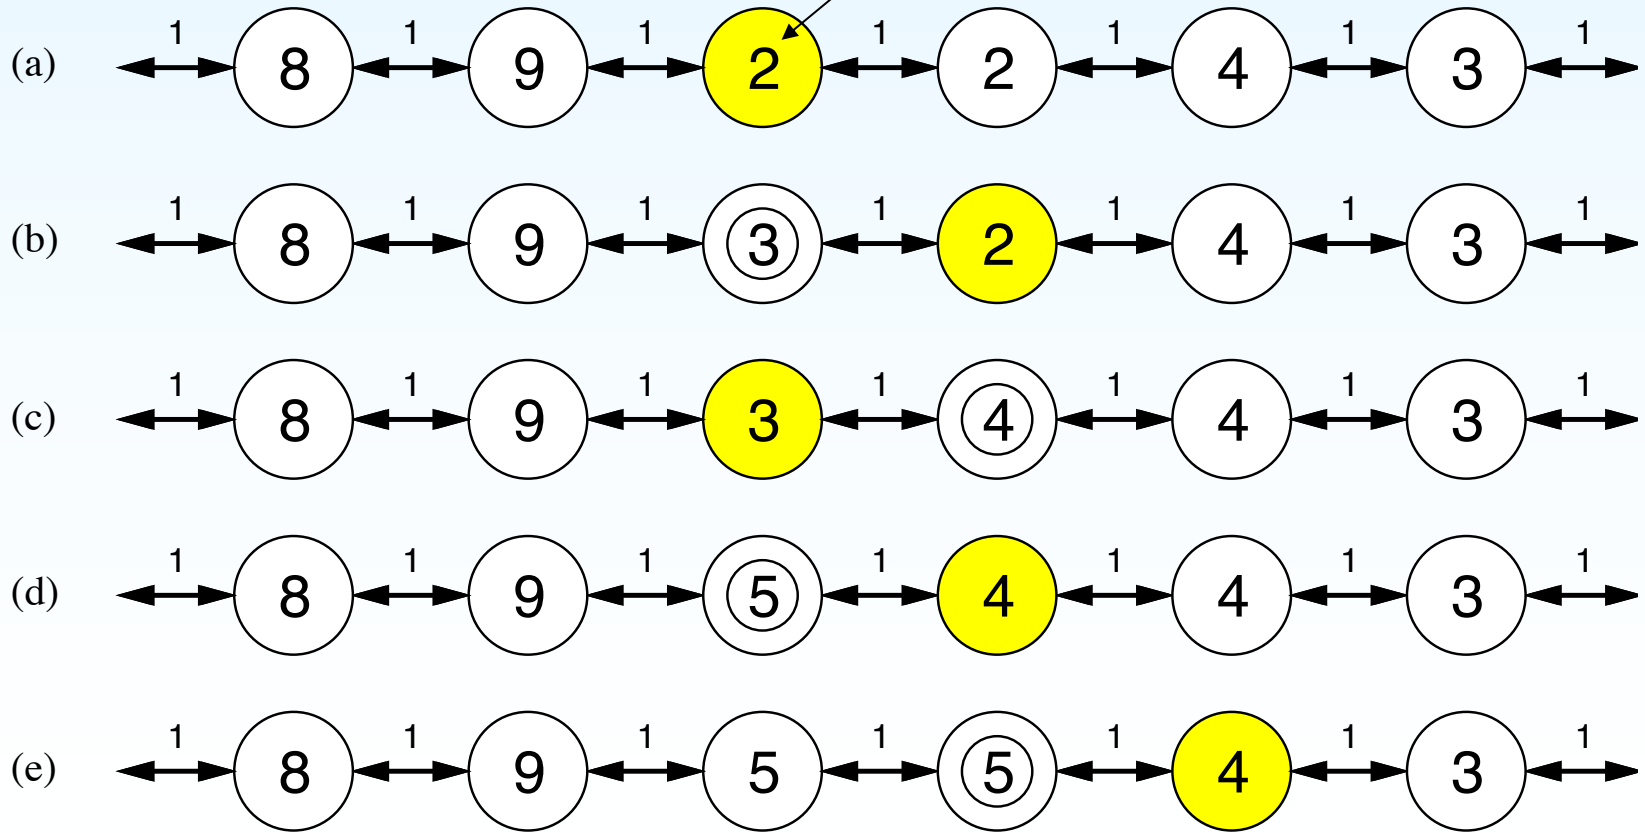 1 1 1 1 1 1 1
(a) 8 9 2 2 4 3
1 1 1 1 1 1 1
(b) 8 9 3 2 4 3
1 1 1 1 1 1 1
(c) 8 9 3 4 4 3
1 1 1 1 1 1 1
(d) 8 9 5 4 4 3
1 1 1 1 1 1 1
(e) 8 9 5 5 4 3